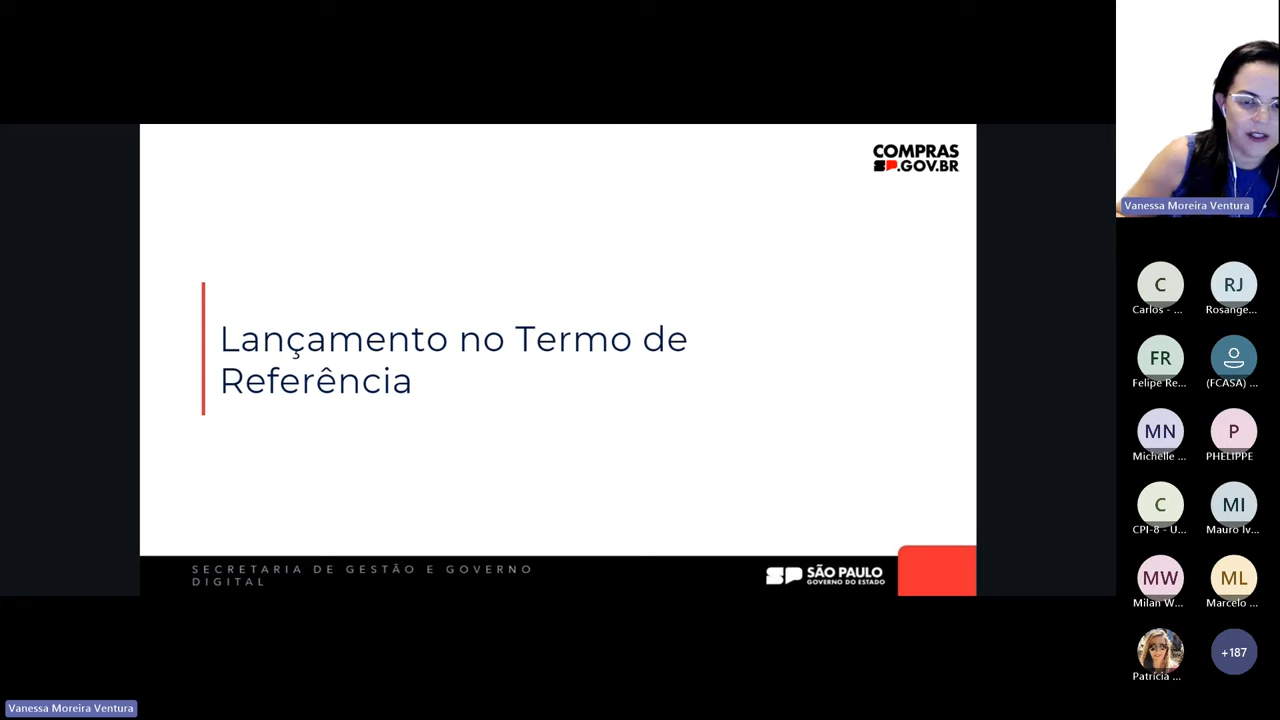 COMPRAS
SP.GOV.BR
Lançamento no Termo de
Referência
SECRETARIA DE GESTÃO E GOVERNO
DIGITAL
SP SÃO PAULO
GOVERNO DO ESTADO
Vanessa Moreira Ventura
C
RJ
Carlos - ...
Rosange...
FR
Felipe Re...
(FCASA) ...
MN
P
Michelle ...
PHELIPPE
C
MI
CPI-8 - U...
Mauro Iv...
MW
ML
Milan W...
Marcelo ...
+187
Patrícia ...
Vanessa Moreira Ventura